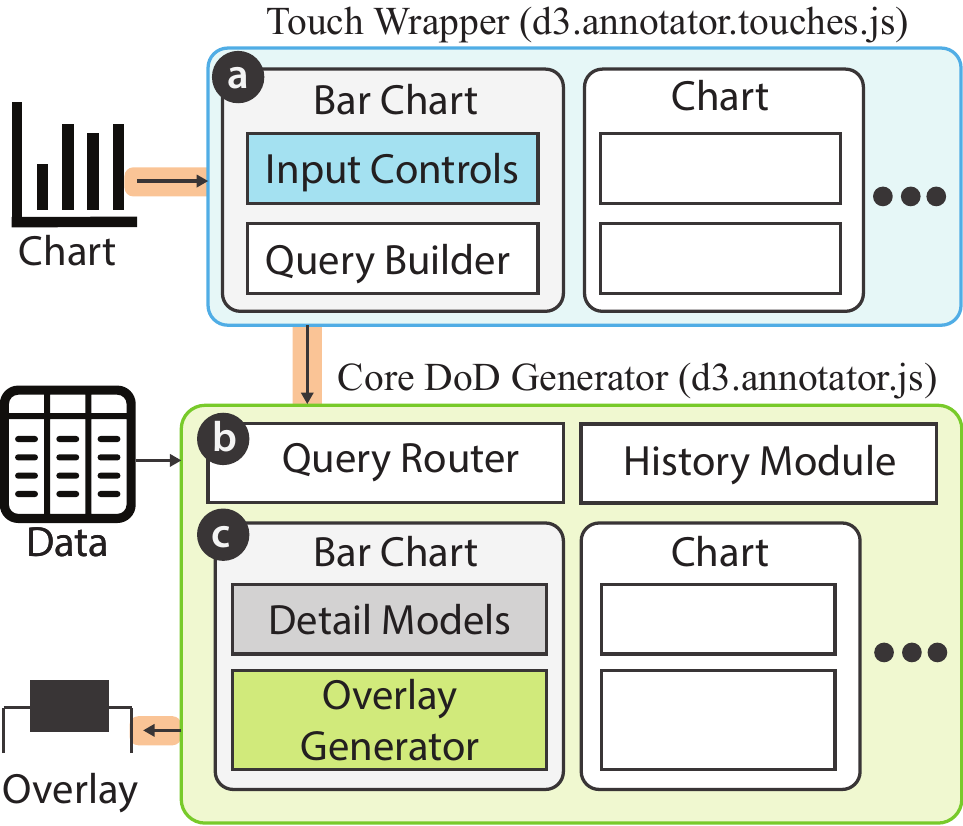 Touch Wrapper (d3.annotator.touches.js)
a
Bar Chart
Chart
Input Controls
Query Builder
Chart
Core DoD Generator (d3.annotator.js)
b
Query Router
History Module
Data
c
Bar Chart
Chart
Detail Models
Overlay
Generator
Overlay